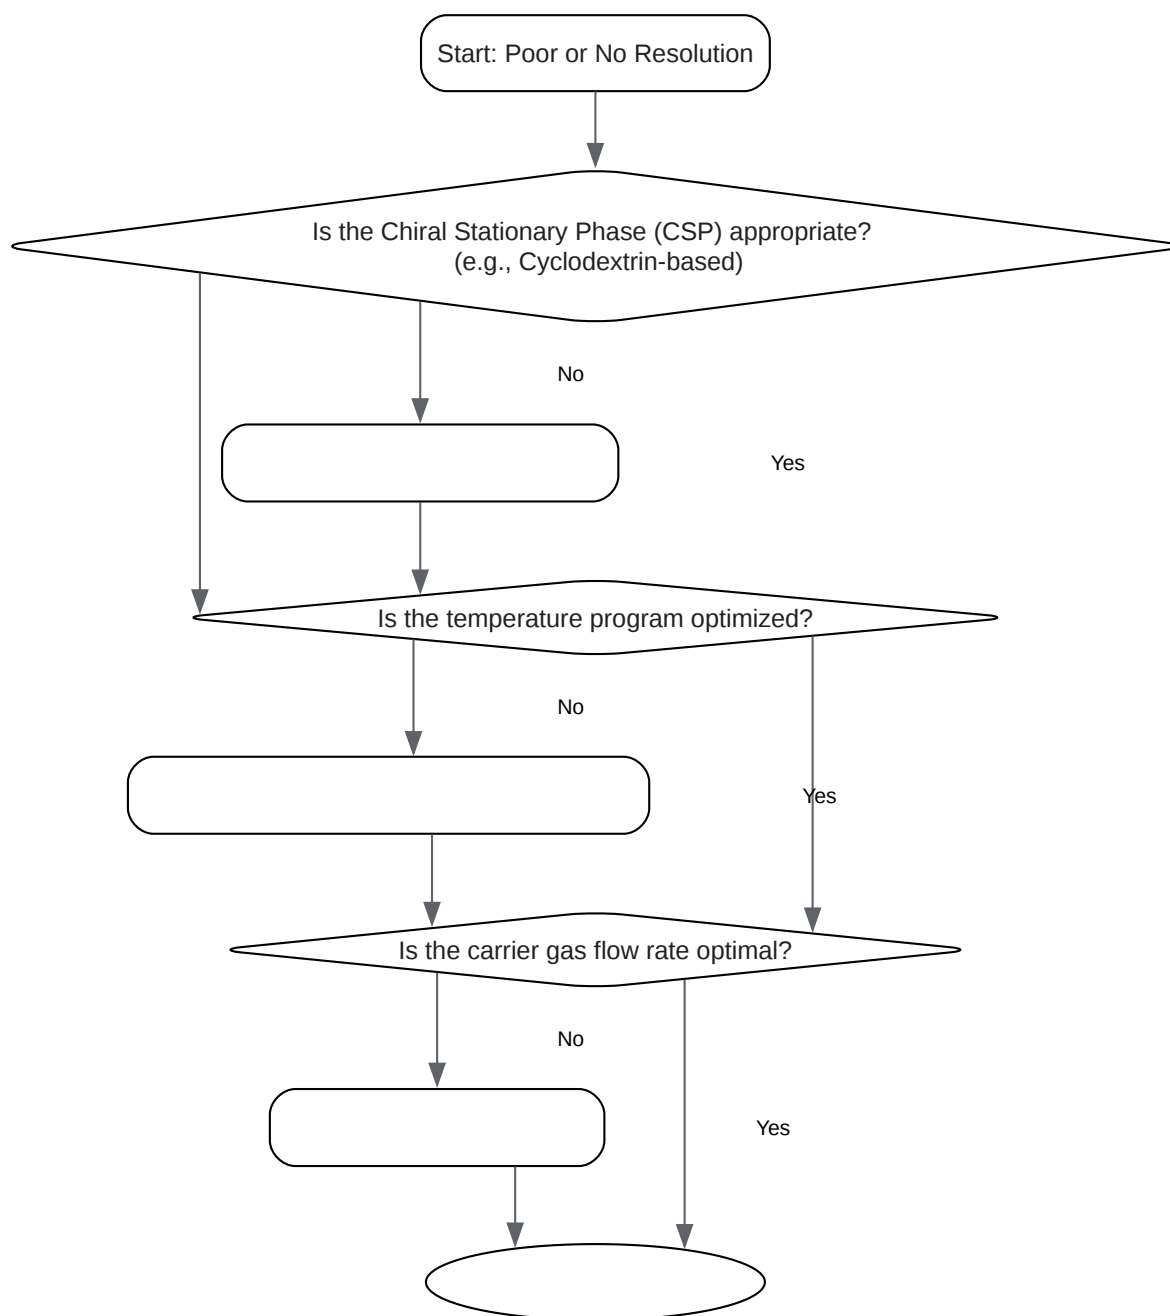 Start: Poor or No Resolution
Is the Chiral Stationary Phase (CSP) appropriate?
(e.g., Cyclodextrin-based)
No
Yes
Is the temperature program optimized?
No
Yes
Is the carrier gas flow rate optimal?
No
Yes